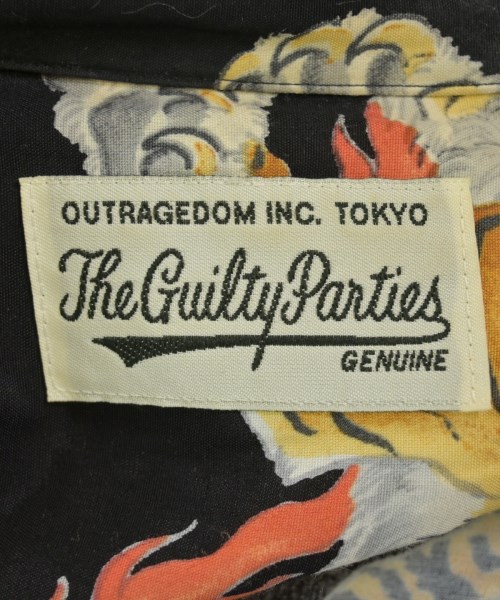 OUTRAGEDOM INC. TOKYO
The Guilty Parties
GENUINE